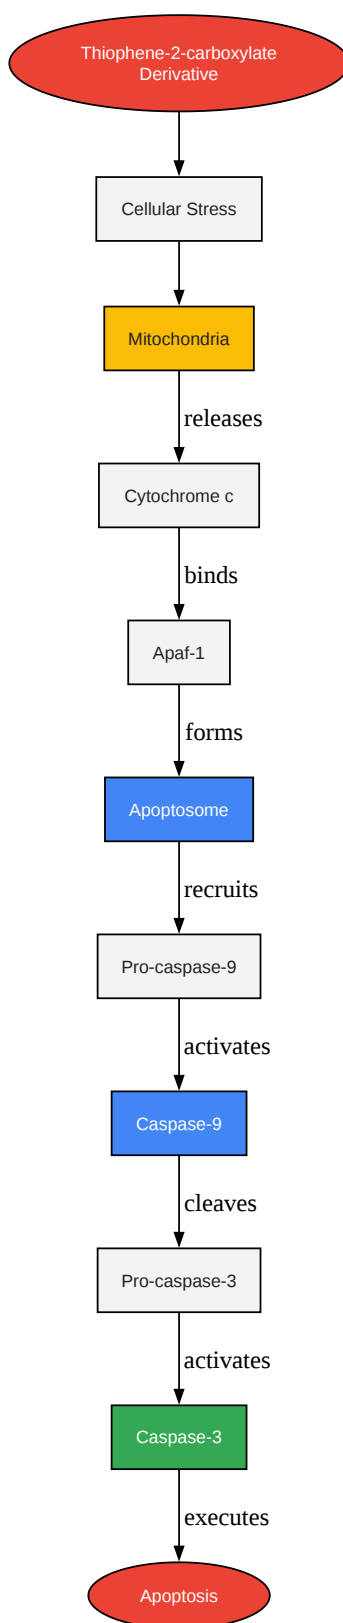 Thiophene-2-carboxylate
Derivative
Cellular Stress
Mitochondria
releases
Cytochrome c
binds
Apaf-1
forms
Apoptosome
recruits
Pro-caspase-9
activates
Caspase-9
cleaves
Pro-caspase-3
activates
Caspase-3
executes
Apoptosis